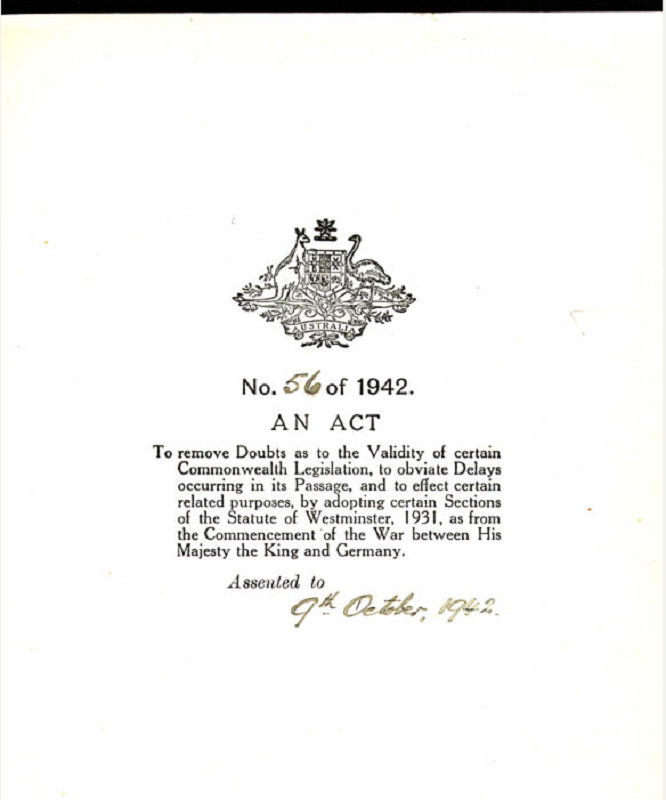 AUSTRALIA
No. 56 of 1942.
AN ACT
To remove Doubts as to the Validity of certain
Commonwealth Legislation, to obviate Delays
occurring in its Passage, and to effect certain
related purposes, by adopting certain Sections
of the Statute of Westminster, 1931, as from
the Commencement of the War between His
Majesty the King and Germany.
Assented to
9th October, 1942.